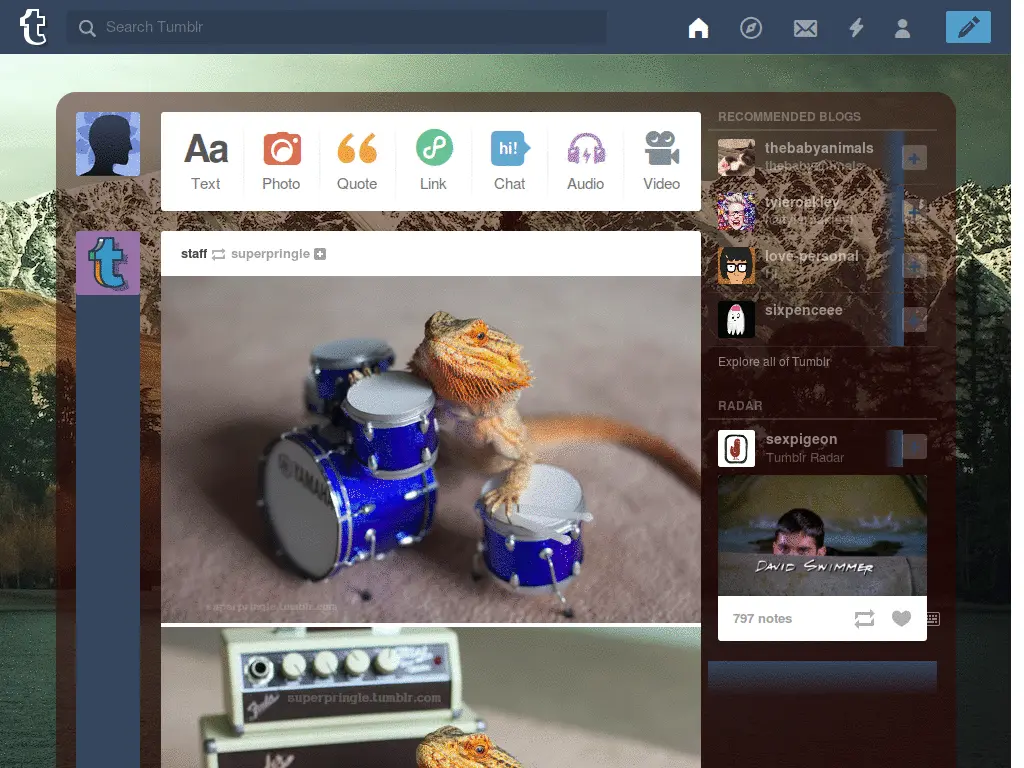 Search Tumblr
Aa
Text
Photo
Quote
Link
hi!
Chat
Audio
Video
staff superpringle
YAMAH
superpringle.tumblr.com
superpringle.tumblr.com
Fender
RECOMMENDED BLOGS
thebabyanimals
thebabyanimals
tyleroakley
love-personal
sixpenceee
Explore all of Tumblr
RADAR
sexpigeon
Tumblr Radar
DAVID SWIMMER
797 notes